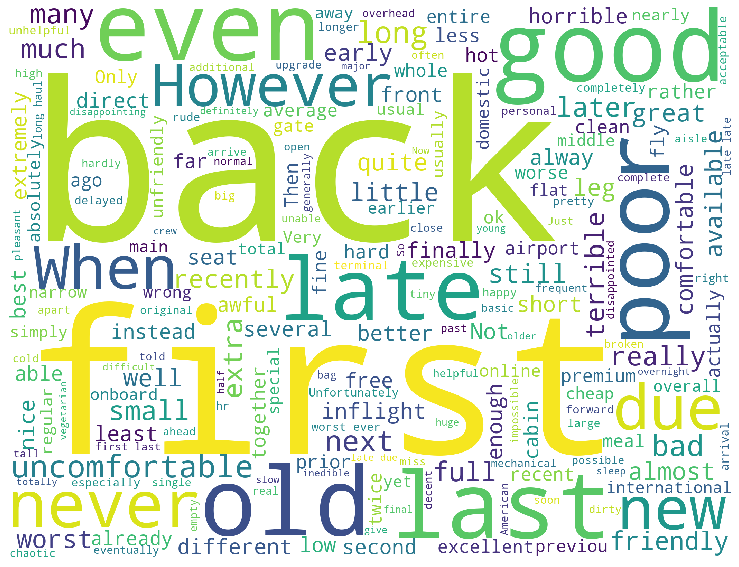 many
away
overhead
longer
entire
horrible
nearly
unhelpful
even
long
less
good
acceptable
much
early
hot
high
additional
upgrade
major
often
whole
completely
rather
Only
However
front
domestic
personal
extremely
direct
average
usual
later
great
disappointing
rude
definitely
clean
long haul
back
gate
open
usually
middle
aisle
late late
absolutely
unfriendly
hardly
arrive
Now
quite
alway
fly
available
far
normal
worse
ago
Then
generally
little
flat
leg
delayed
big
unable
earlier
ok
pretty
complete
poor
comfortable
pleasant
crew
close
young
Just
When
main
Very
so
hard
finally
airport
terrible
disappointed
right
seat
total
late
still
best
recently
fine
terminal
expensive
frequent
narrow
wrong
awful
tiny
happy
short
actually
apart
original
basic
simply
instead
several
better
past
Not
older
broken
really
cold
difficult
first
extra
told
free
online
impossible
premium
overnight
able
well
half
bag
helpful
enough
cheap
overall
nice
onboard
together
special
Unfortunately
cabin
forward
regular
vegetarian
small
hr
inflight
huge
large
due
least
ahead
worst ever
next
meal
bad
arrival
tall
first last
uncomfortable
slow
late due
miss
prior
full
mechanical
possible
almost
totally
especially
single
real
inedible
decent
recent
sleep
never
old
last
new
empty
twice
yet
American
soon
dirty
international
worst
already
final
give
friendly
chaotic
eventually
different
low
second
excellent
previou